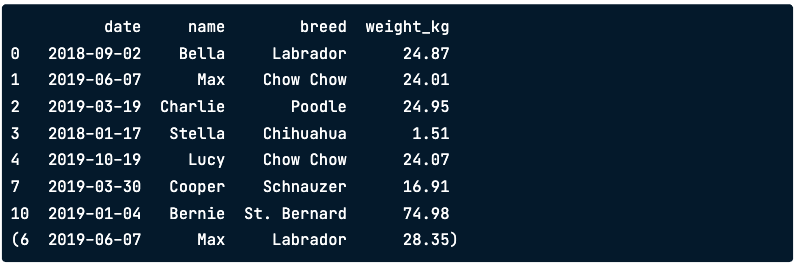 date name breed weight_kg
0 2018-09-02 Bella Labrador 24.87
1 2019-06-07 Max Chow Chow 24.01
2 2019-03-19 Charlie Poodle 24.95
3 2018-01-17 Stella Chihuahua 1.51
4 2019-10-19 Lucy Chow Chow 24.07
7 2019-03-30 Cooper Schnauzer 16.91
10 2019-01-04 Bernie St. Bernard 74.98
(6 2019-06-07 Max Labrador 28.35)